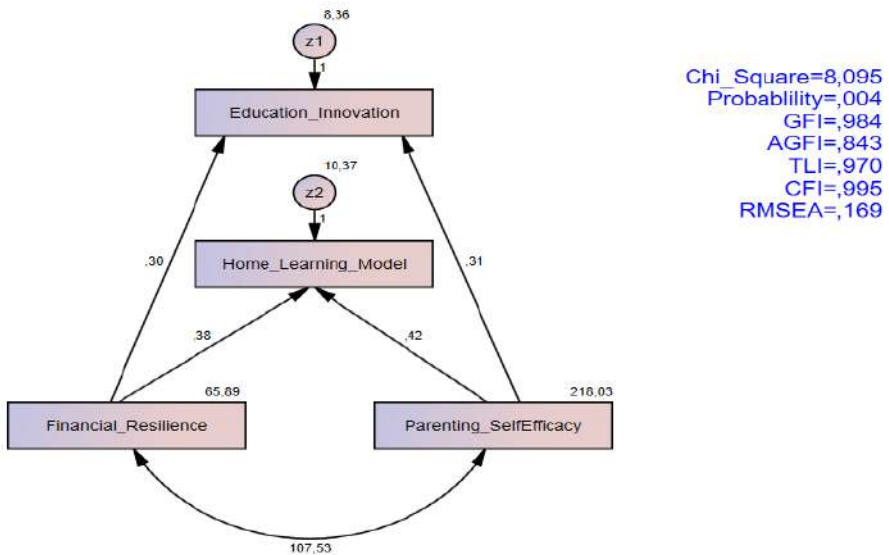 8,36
z1
1
Education_Innovation
10,37
z2
1
Home_Learning_Model
,30
,31
,38
,42
65,89
Financial_Resilience
218,03
Parenting_SelfEfficacy
107,53
Chi_Square=8,095
Probablility=,004
GFI=,984
AGFI=,843
TLI=,970
CFI=,995
RMSEA=,169